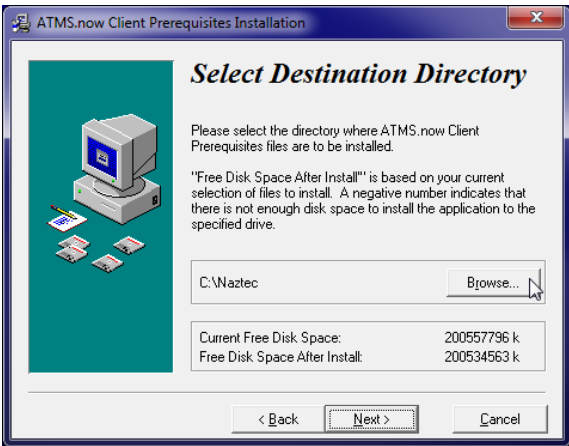 ATMS.now Client Prerequisites Installation
Select Destination Directory
Please select the directory where ATMS.now Client
Prerequisites files are to be installed.
"Free Disk Space After Install"' is based on your current
selection of files to install.  A negative number indicates that
there is not enough disk space to install the application to the
specified drive.
C:\Naztec
Browse...
Current Free Disk Space: 200557796 k
Free Disk Space After Install: 200534563 k
< Back Next > Cancel